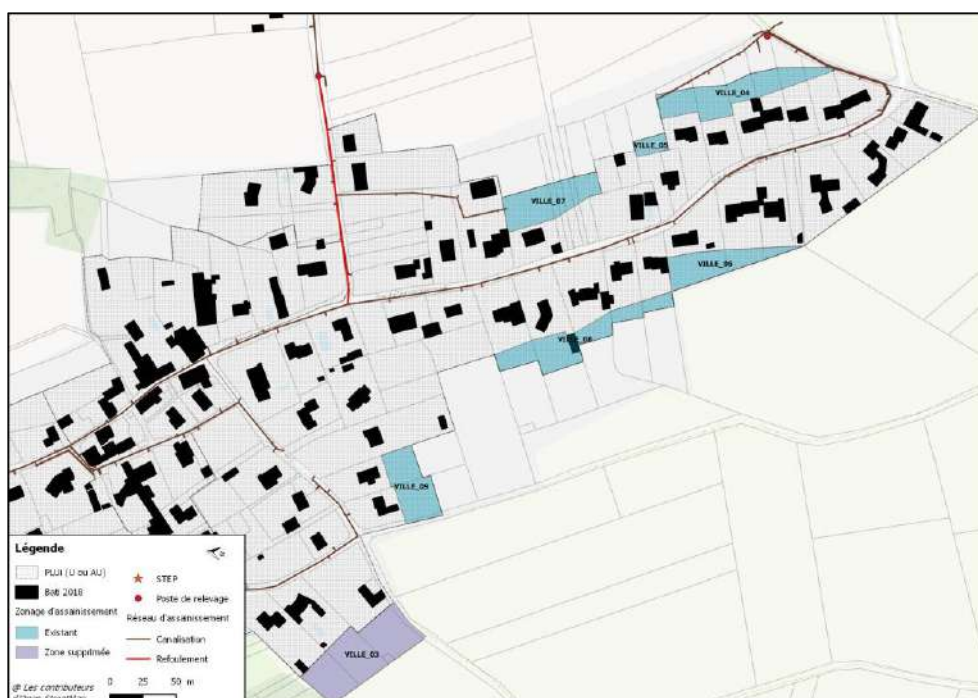 VILLE_04
VILLE_05
VILLE_07
VILLE_06
VILLE_08
VILLE_09
VILLE_03
Légende
PLUi (U ou AU)
Bati 2018
Zonage d'assainissement
Existant
Zone supprimée
STEP
Poste de relevage
Réseau d'assainissement
Canalisation
Refoulement
0 25 50 m
@ Les contributeurs